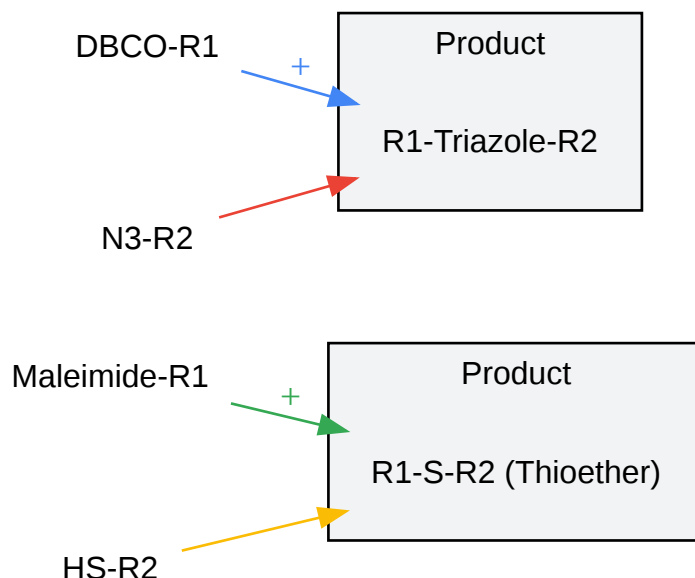 DBCO-R1
+
Product
R1-Triazole-R2
N3-R2
Maleimide-R1
+
Product
R1-S-R2 (Thioether)
HS-R2